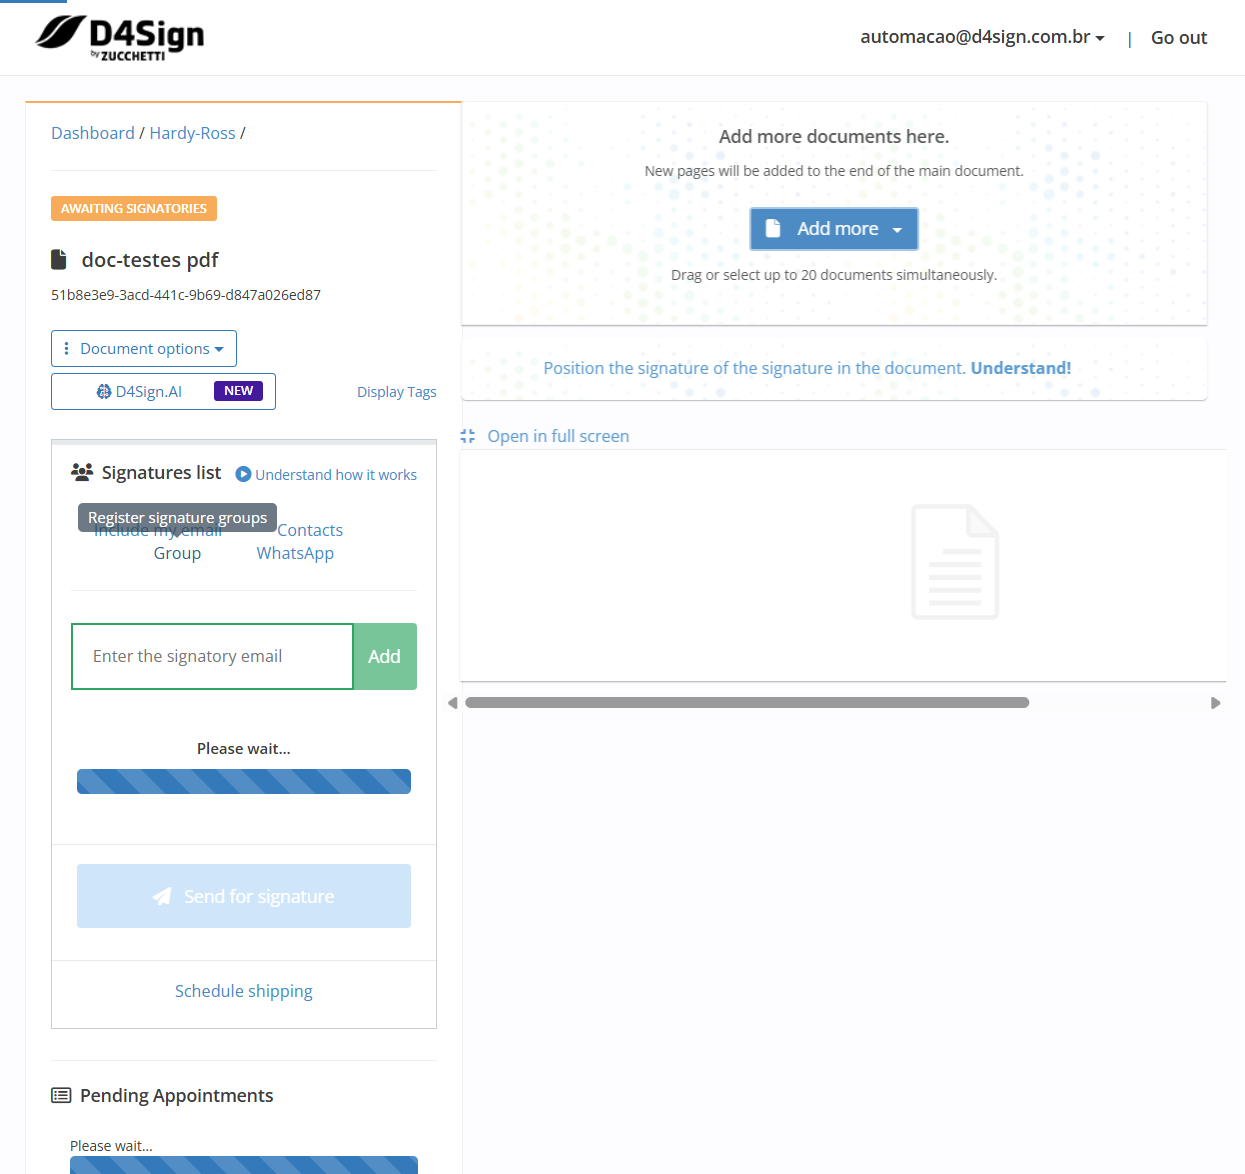 D4Sign
by ZUCCHETTI
automacao@d4sign.com.br
|
Go out
Dashboard / Hardy-Ross /
AWAITING SIGNATORIES
doc-testes pdf
51b8e3e9-3acd-441c-9b69-d847a026ed87
Document options
D4Sign.AI NEW
Display Tags
Signatures list
Understand how it works
Register signature groups
Include my email
Contacts
Group
WhatsApp
Enter the signatory email
Add
Please wait...
Send for signature
Schedule shipping
Pending Appointments
Please wait...
Add more documents here.
New pages will be added to the end of the main document.
Add more
Drag or select up to 20 documents simultaneously.
Position the signature of the signature in the document. Understand!
Open in full screen